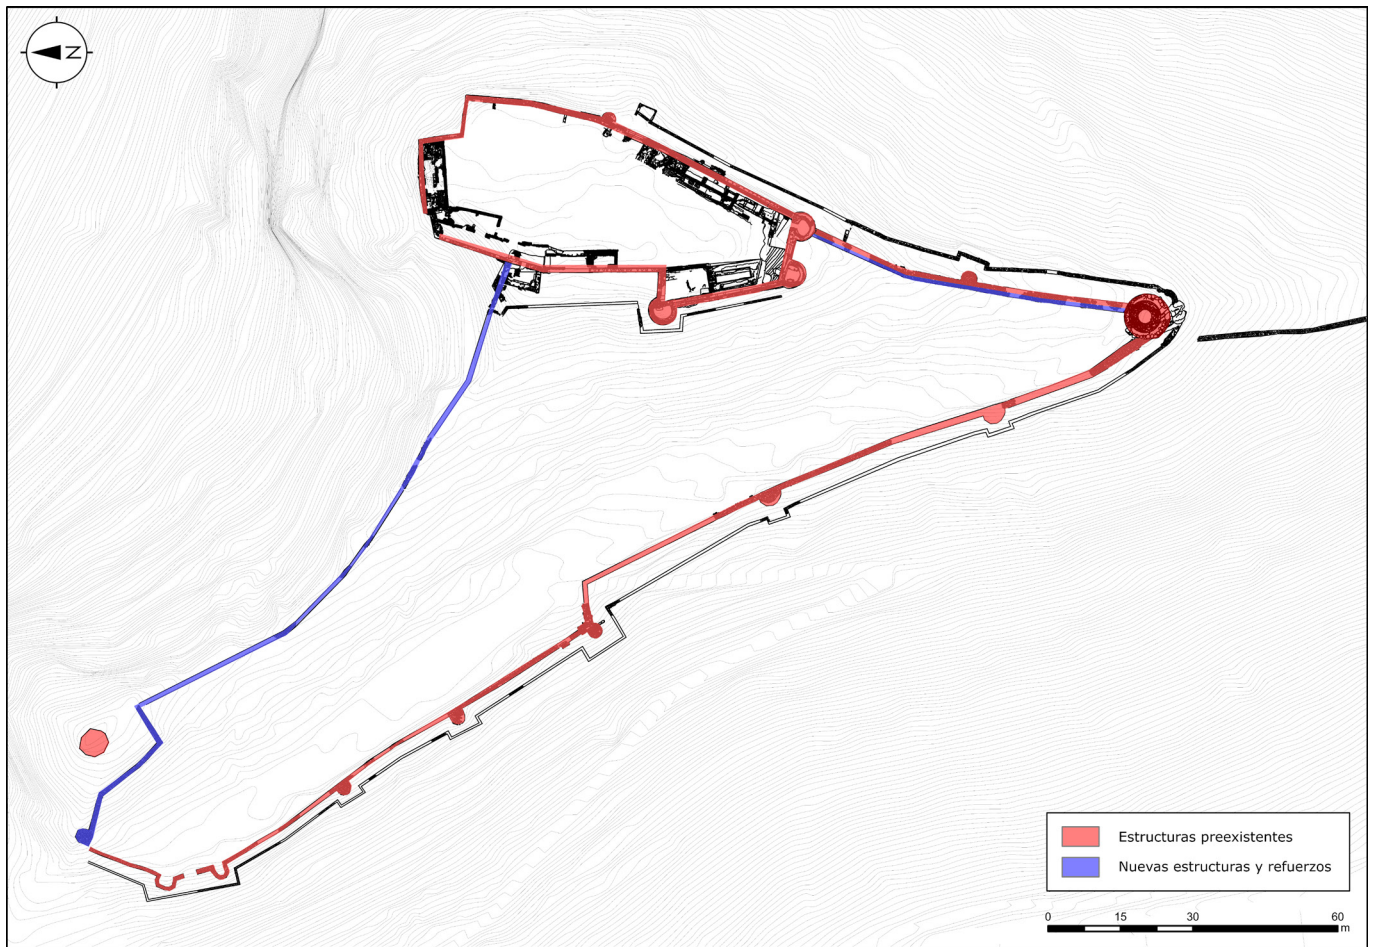 N
Estructuras preexistentes
Nuevas estructuras y refuerzos
0 15 30 60
m